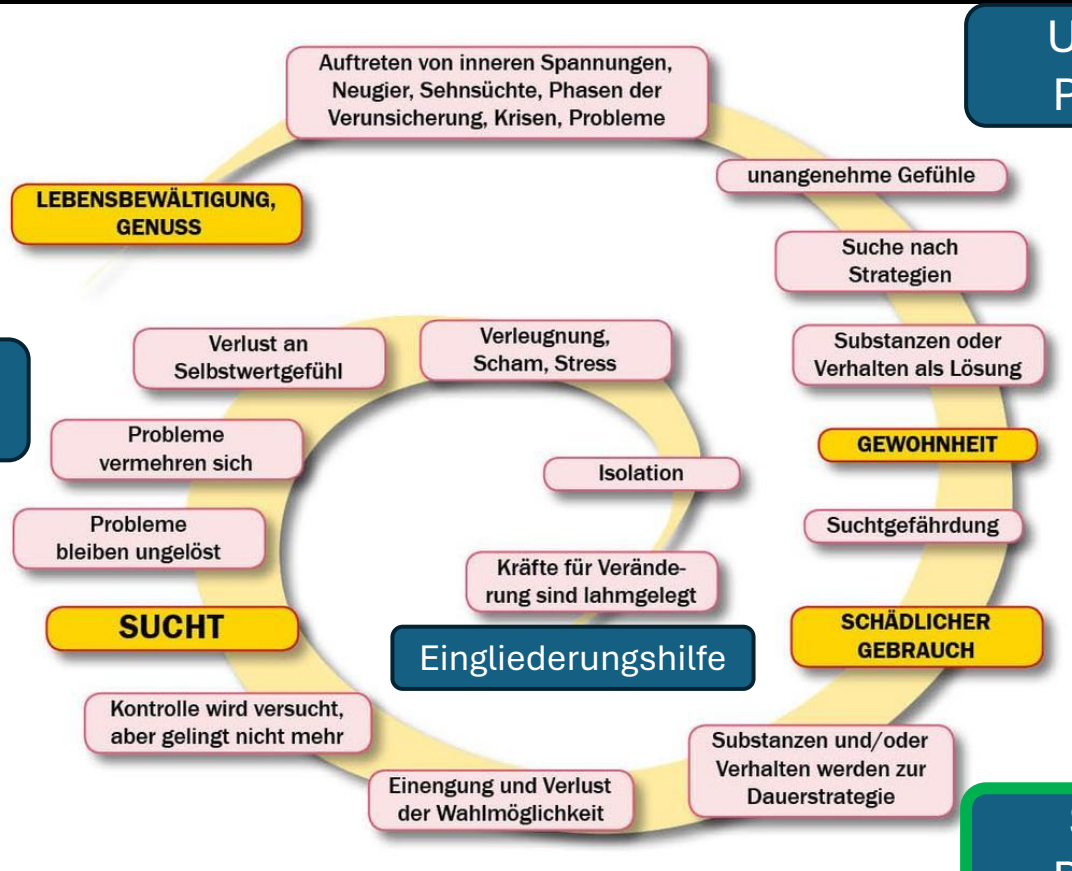 Auftreten von inneren Spannungen,
Neugier, Sehnsüchte, Phasen der
Verunsicherung, Krisen, Probleme
LEBENSBEWÄLTIGUNG,
GENUSS
unangenehme Gefühle
Suche nach
Strategien
Substanzen oder
Verhalten als Lösung
GEWOHNHEIT
Suchtgefährdung
SCHÄDLICHER
GEBRAUCH
Substanzen und/oder
Verhalten werden zur
Dauerstrategie
Einengung und Verlust
der Wahlmöglichkeit
Kontrolle wird versucht,
aber gelingt nicht mehr
SUCHT
Probleme
bleiben ungelöst
Probleme
vermehren sich
Verlust an
Selbstwertgefühl
Verleugnung,
Scham, Stress
Isolation
Kräfte für Verände-
rung sind lahmgelegt
Eingliederungshilfe